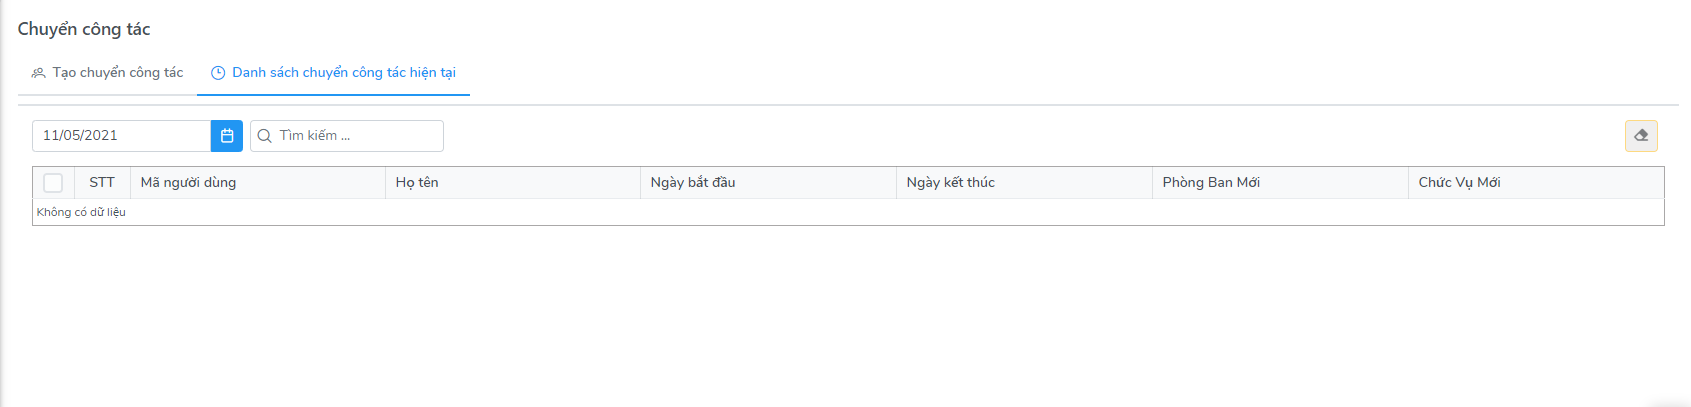 Chuyển công tác
Tạo chuyển công tác Danh sách chuyển công tác hiện tại
11/05/2021 Tìm kiếm ...
STT Mã người dùng Họ tên Ngày bắt đầu Ngày kết thúc Phòng Ban Mới Chức Vụ Mới
Không có dữ liệu